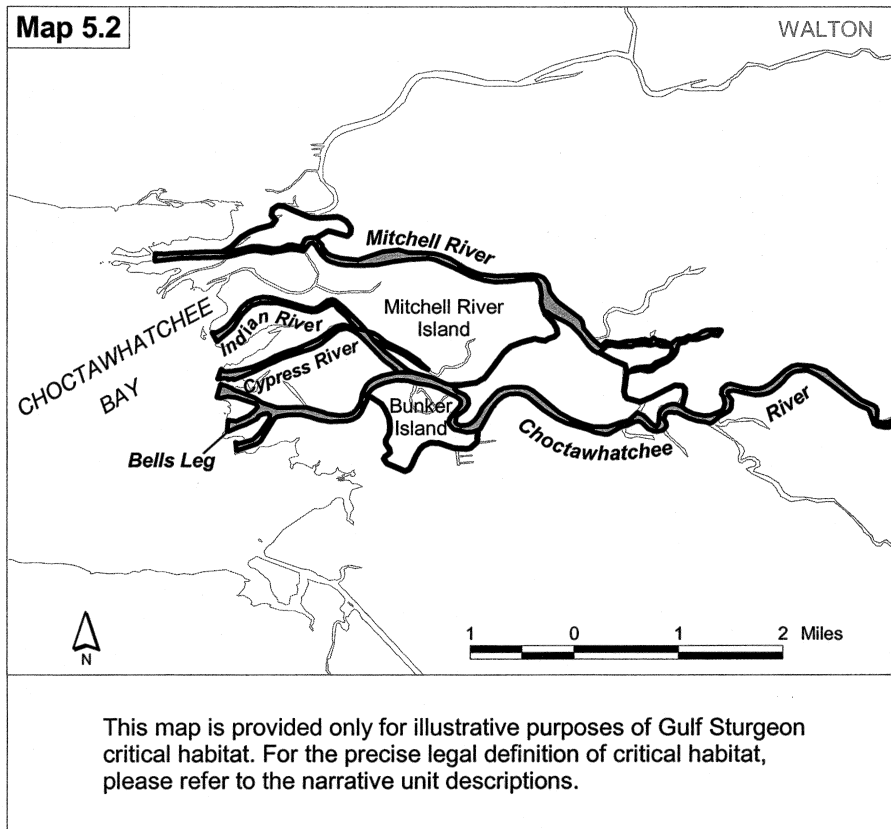 Map 5.2
WALTON
Mitchell River
Mitchell River
Island
Indian River
CHOCTAWHATCHEE
BAY
Cypress River
Bunker
Island
Choctawhatchee
River
Bells Leg
N
1 0 1 2 Miles
This map is provided only for illustrative purposes of Gulf Sturgeon
critical habitat. For the precise legal definition of critical habitat,
please refer to the narrative unit descriptions.